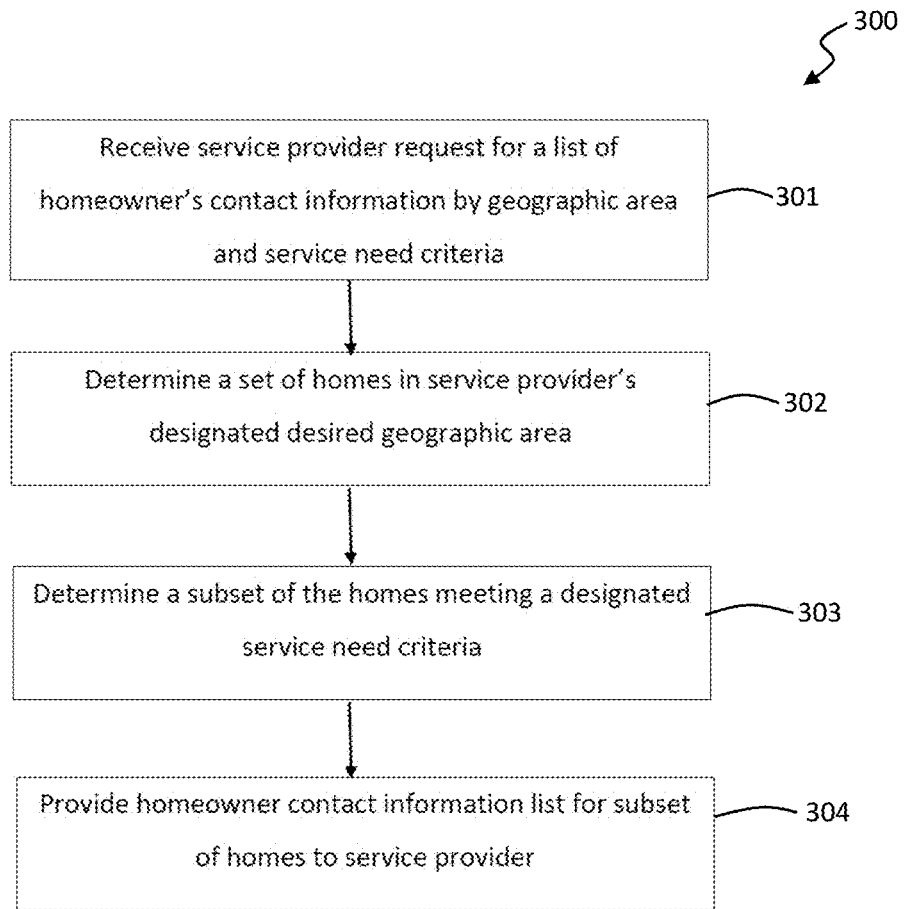 300
Receive service provider request for a list of
homeowner's contact information by geographic area
and service need criteria
301
Determine a set of homes in service provider's
designated desired geographic area
302
Determine a subset of the homes meeting a designated
service need criteria
303
Provide homeowner contact information list for subset
of homes to service provider
304